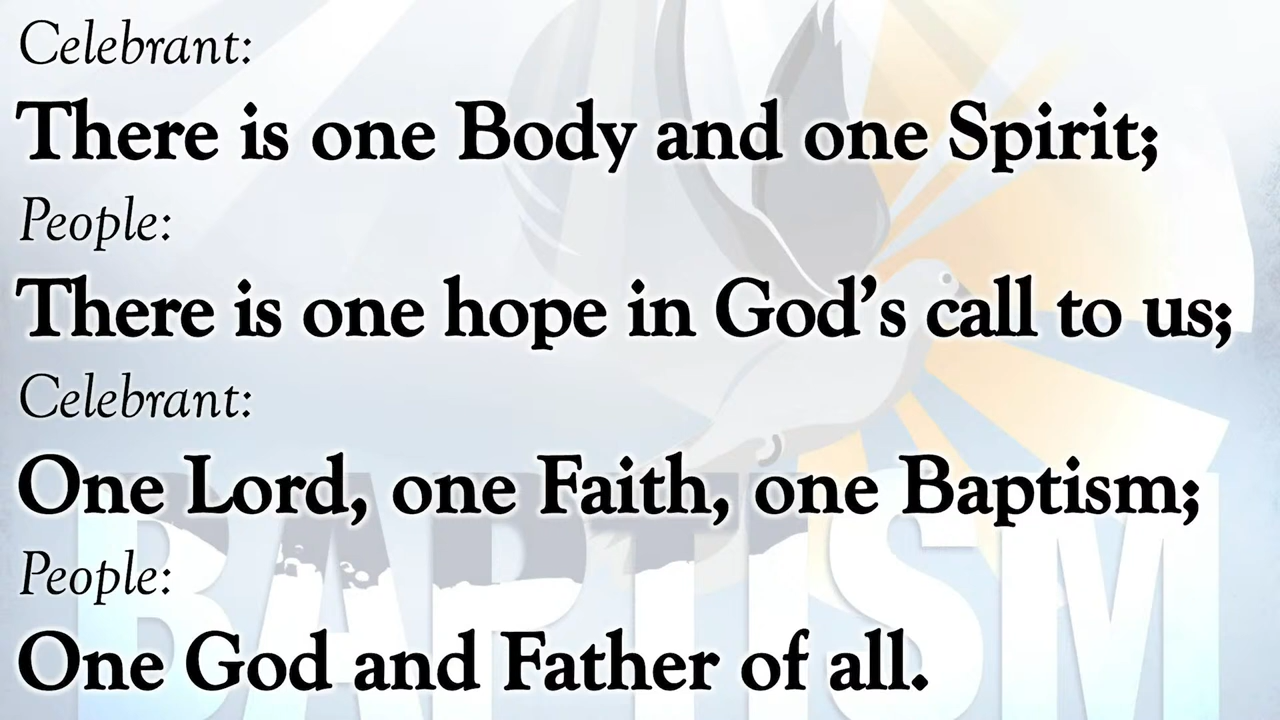 Celebrant:
There is one Body and one Spirit;
People:
There is one hope in God’s call to us;
Celebrant:
One Lord, one Faith, one Baptism;
People:
One God and Father of all.
BAPTISM